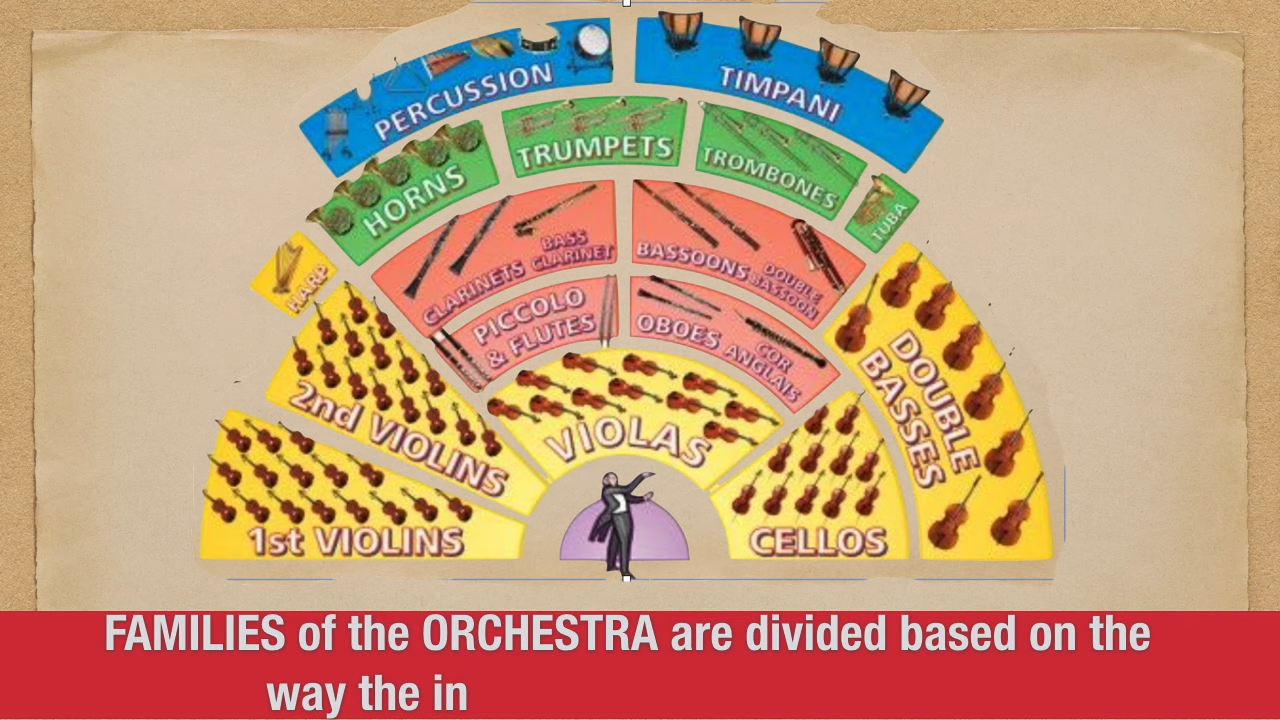 PERCUSSION
TIMPANI
HORNS
TRUMPETS
TROMBONES
TUBA
HARP
CLARINETS
BASS
CLARINET
BASSOONS
DOUBLE
BASSOON
PICCOLO
& FLUTES
OBOES
COR
ANGLAIS
2nd VIOLINS
VIOLAS
DOUBLE
BASSES
1st VIOLINS
CELLOS
FAMILIES of the ORCHESTRA are divided based on the
way the in